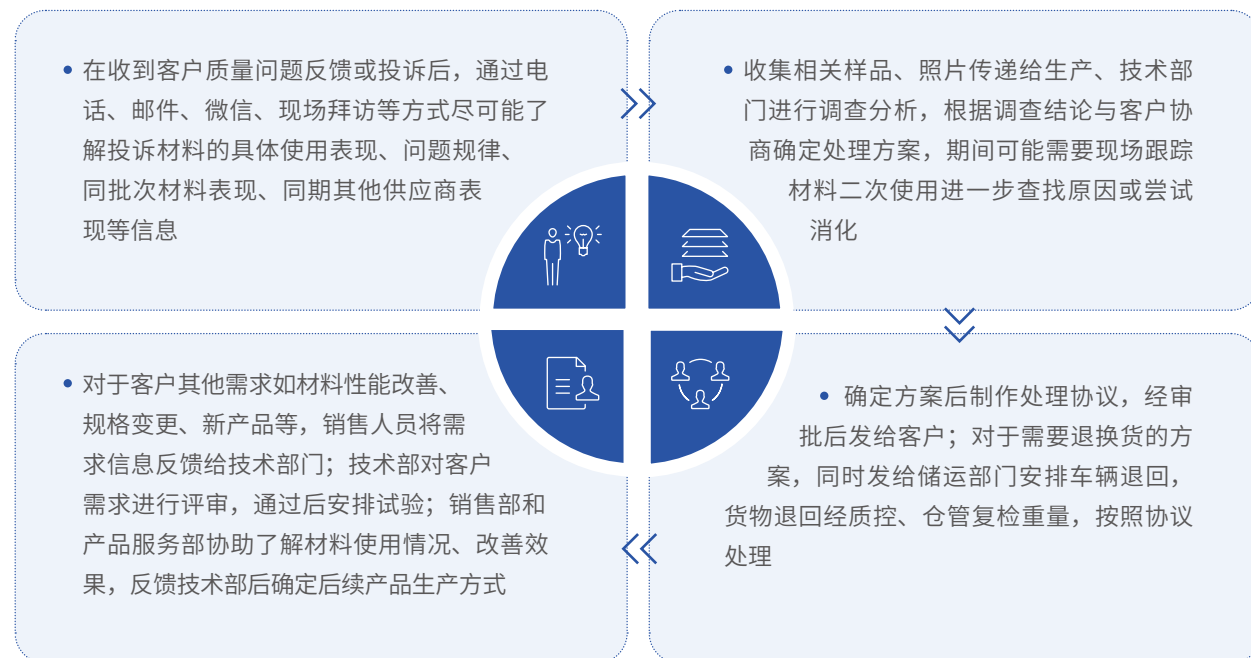 在收到客户质量问题反馈或投诉后，通过电
话、邮件、微信、现场拜访等方式尽可能了
解投诉材料的具体使用表现、问题规律、
同批次材料表现、同期其他供应商表
现等信息
收集相关样品、照片传递给生产、技术部
门进行调查分析，根据调查结论与客户协
商确定处理方案，期间可能需要现场跟踪
材料二次使用进一步查找原因或尝试
消化
确定方案后制作处理协议，经审
批后发给客户；对于需要退换货的方
案，同时发给储运部门安排车辆退回，
货物退回经质控、仓管复检重量，按照协议
处理
对于客户其他需求如材料性能改善、
规格变更、新产品等，销售人员将需
求信息反馈给技术部门；技术部对客户
需求进行评审，通过后安排试验；销售部和
产品服务部协助了解材料使用情况、改善效
果，反馈技术部后确定后续产品生产方式